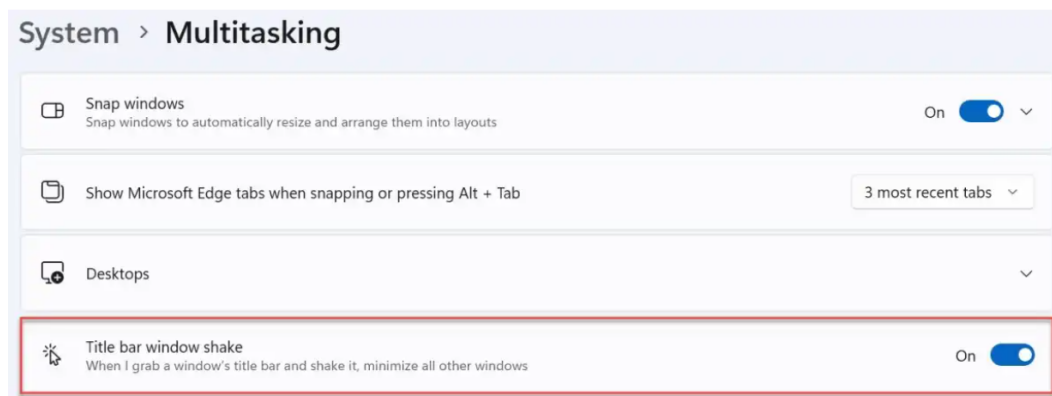 System > Multitasking
Snap windows
Snap windows to automatically resize and arrange them into layouts
On
Show Microsoft Edge tabs when snapping or pressing Alt + Tab
3 most recent tabs
Desktops
Title bar window shake
When I grab a window's title bar and shake it, minimize all other windows
On